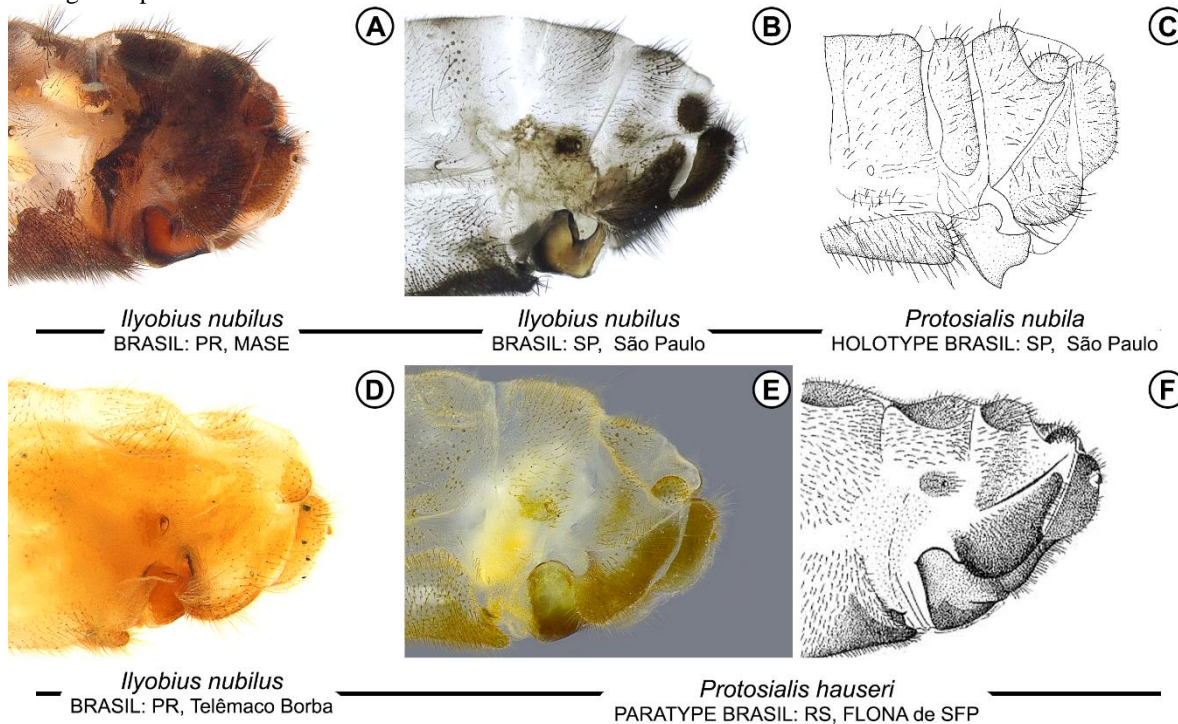 A
B
C
Ilyobius nubilus
BRASIL: PR, MASE
Ilyobius nubilus
BRASIL: SP, São Paulo
Protosialis nubila
HOLOTYPE BRASIL: SP, São Paulo
D
E
F
Ilyobius nubilus
BRASIL: PR, Telêmaco Borba
Protosialis hauseri
PARATYPE BRASIL: RS, FLONA de SFP